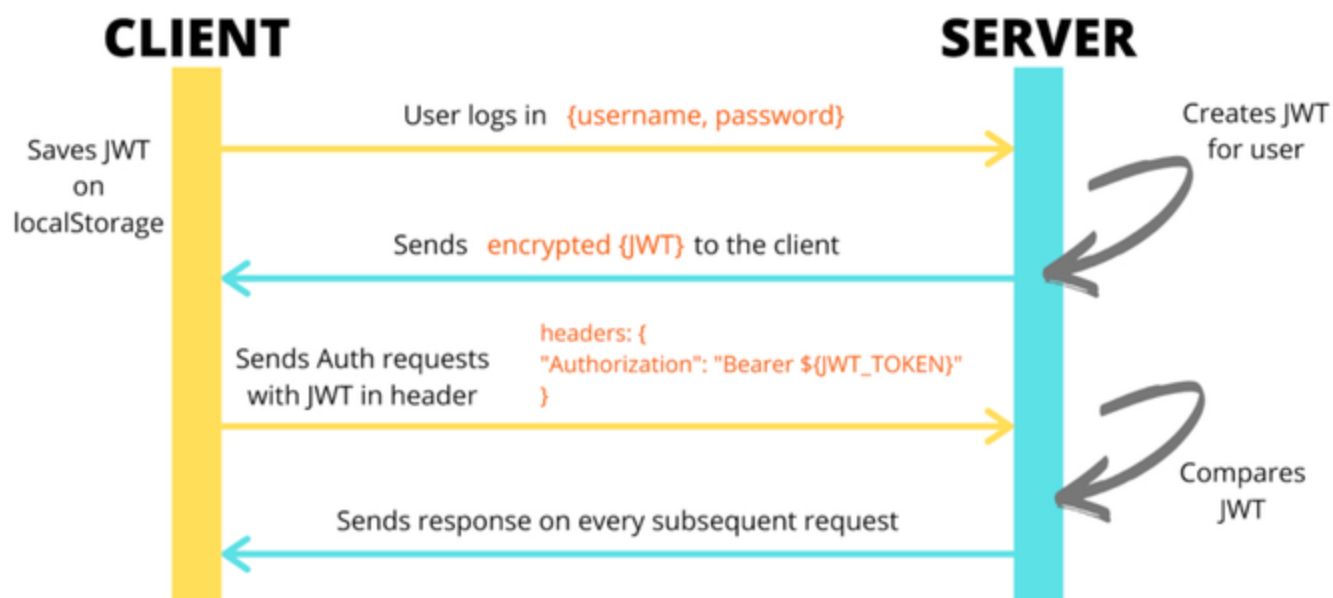 CLIENT
SERVER
User logs in {username, password}
Creates JWT
for user
Saves JWT
on
localStorage
Sends encrypted {JWT} to the client
Sends Auth requests
with JWT in header
headers: {
"Authorization": "Bearer ${JWT_TOKEN}"
}
Compares
JWT
Sends response on every subsequent request